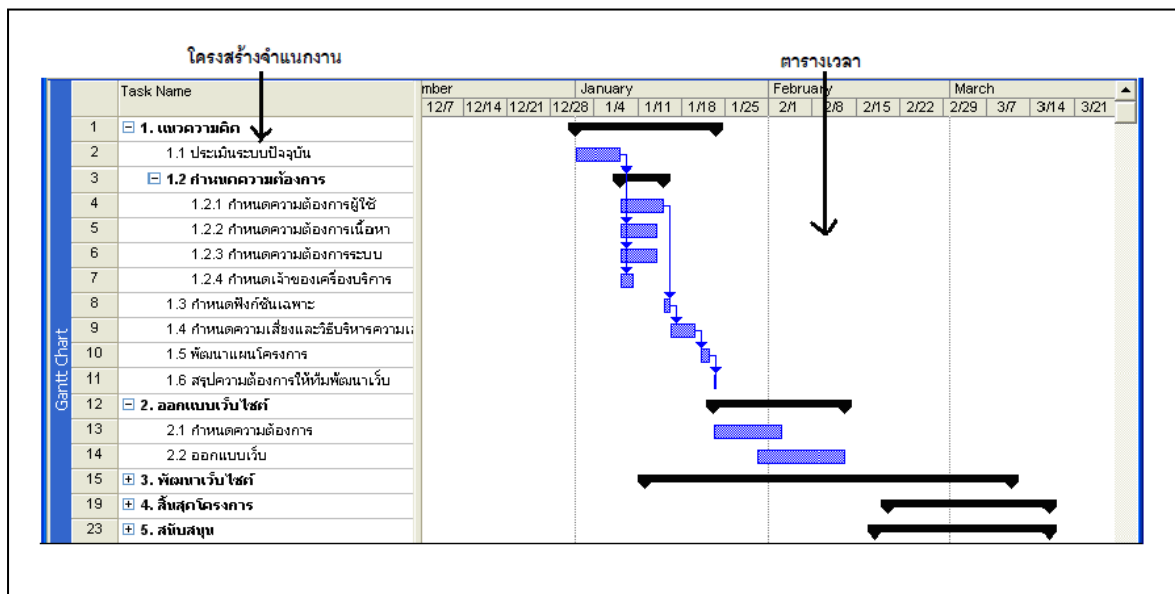 โครงสร้างจำแนกงาน
ตารางเวลา
Task Name
mber January February March
12/7 12/14 12/21 12/28 1/4 1/11 1/18 1/25 2/1 2/8 2/15 2/22 2/29 3/7 3/14 3/21
1 1. แนวความคิด
2 1.1 ประเมินระบบปัจจุบัน
3 1.2 กำหนดความต้องการ
4 1.2.1 กำหนดความต้องการผู้ใช้
5 1.2.2 กำหนดความต้องการเนื้อหา
6 1.2.3 กำหนดความต้องการระบบ
7 1.2.4 กำหนดเจ้าของเครื่องบริการ
8 1.3 กำหนดฟังก์ชันเฉพาะ
9 1.4 กำหนดความเสี่ยงและวิธีบริหารความเ
10 1.5 พัฒนาแผนโครงการ
11 1.6 สรุปความต้องการให้ทีมพัฒนาเว็บ
12 2. ออกแบบเว็บไซต์
13 2.1 กำหนดความต้องการ
14 2.2 ออกแบบเว็บ
15 3. พัฒนาเว็บไซต์
19 4. สิ้นสุดโครงการ
23 5. สนับสนุน
Gantt Chart